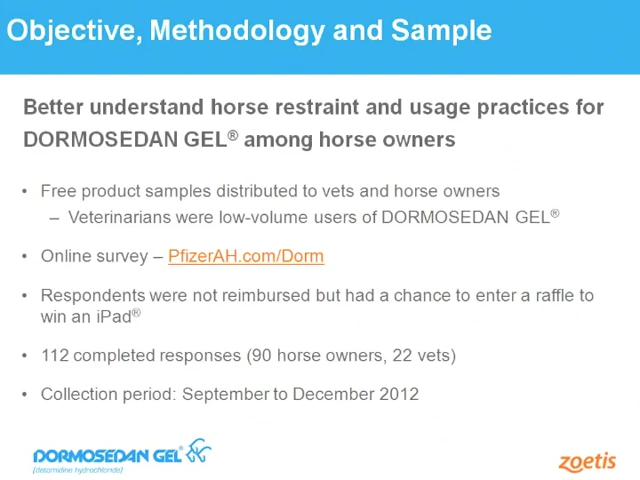 Objective, Methodology and Sample
Better understand horse restraint and usage practices for
DORMOSEDAN GEL® among horse owners
• Free product samples distributed to vets and horse owners
– Veterinarians were low-volume users of DORMOSEDAN GEL®
• Online survey – PfizerAH.com/Dorm
• Respondents were not reimbursed but had a chance to enter a raffle to
win an iPad®
• 112 completed responses (90 horse owners, 22 vets)
• Collection period: September to December 2012
DORMOSEDAN GEL®
(detomidine hydrochloride)
zoetis